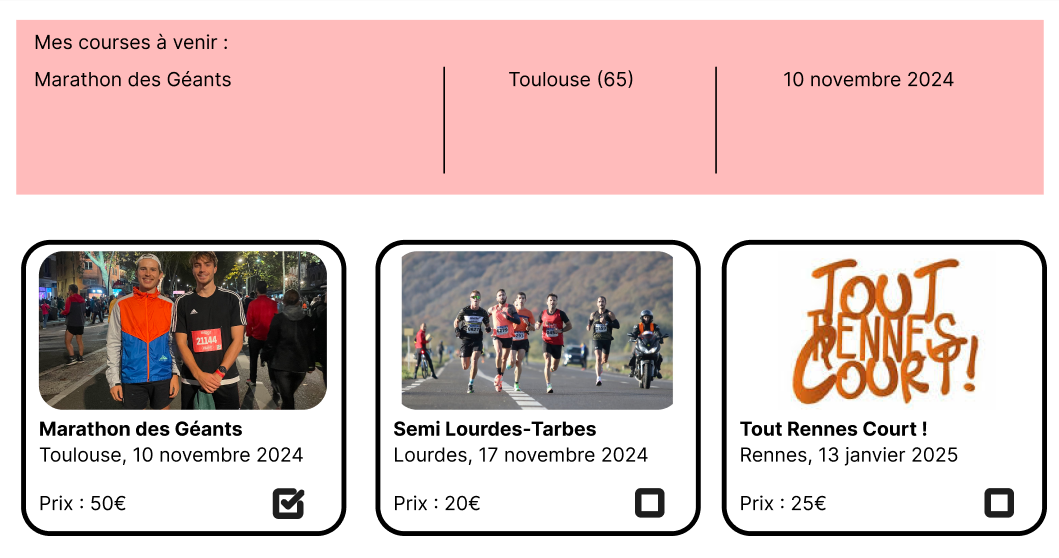 Mes courses à venir :
Marathon des Géants
Toulouse (65)
10 novembre 2024
21144
TOUT
RENNES
COURT!
Marathon des Géants
Toulouse, 10 novembre 2024
Prix : 50€
Semi Lourdes-Tarbes
Lourdes, 17 novembre 2024
Prix : 20€
Tout Rennes Court !
Rennes, 13 janvier 2025
Prix : 25€